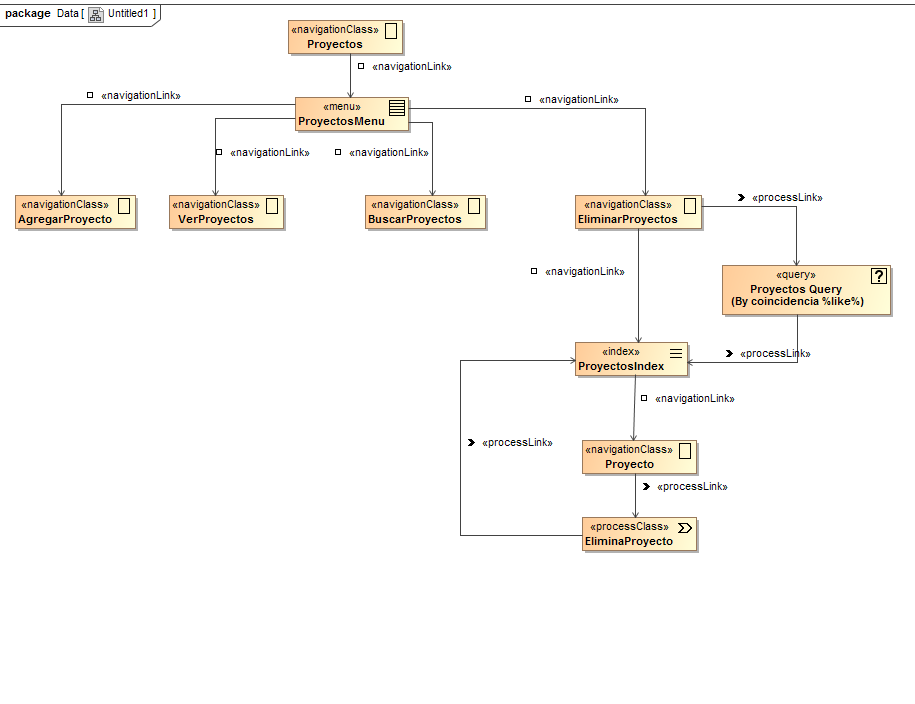 package Data [ Untitled1 ]
«navigationClass»
Proyectos
«navigationLink»
«navigationLink»
«menu»
ProyectosMenu
«navigationLink»
«navigationLink»
«navigationLink»
«navigationClass»
AgregarProyecto
«navigationClass»
VerProyectos
«navigationClass»
BuscarProyectos
«navigationClass»
EliminarProyectos
«processLink»
«navigationLink»
«query»
Proyectos Query
(By coincidencia %like%)
?
«processLink»
«index»
ProyectosIndex
«navigationLink»
«processLink»
«navigationClass»
Proyecto
«processLink»
«processClass»
EliminaProyecto